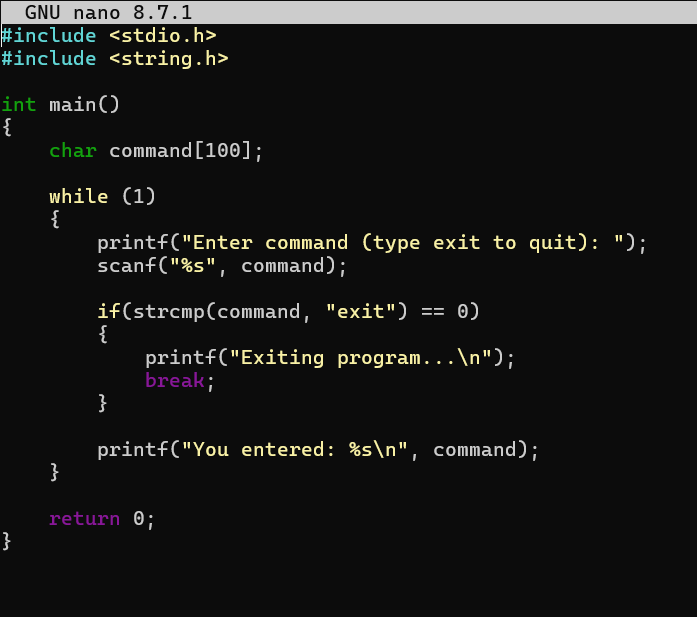 GNU nano 8.7.1
#include <stdio.h>
#include <string.h>

int main()
{
    char command[100];

    while (1)
    {
        printf("Enter command (type exit to quit): ");
        scanf("%s", command);

        if(strcmp(command, "exit") == 0)
        {
            printf("Exiting program...\n");
            break;
        }

        printf("You entered: %s\n", command);
    }

    return 0;
}